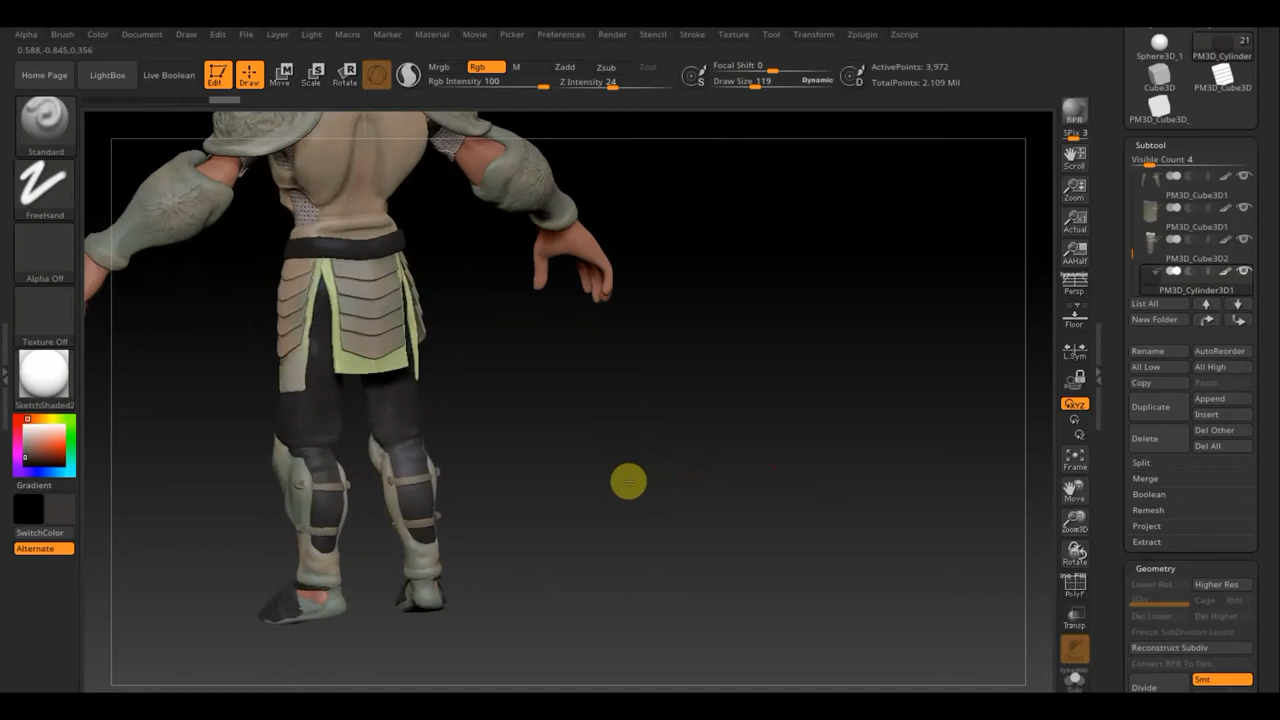 Alpha Brush Color Document Draw Edit File Layer Light Macro Marker Material Movie Picker Preferences Render Stencil Stroke Texture Tool Transform Zplugin Zscript
0.588,-0.845,0.356
Home Page LightBox Live Boolean Edit Draw Move Scale Rotate
Mrgb Rgb M Zadd Zsub Cut
Rgb Intensity 100 Z Intensity 24
S Focal Shift 0
Draw Size 119 Dynamic D
ActivePoints: 3,972
TotalPoints: 2.109 Mil
Standard
FreeHand
Alpha Off
Texture Off
SketchShaded2
Gradient
SwitchColor
Alternate
BPR
SPix 3
Scroll
Zoom
Actual
AAHalf
Dynamic
Persp
Floor
L.Sym
XYZ
Y
Z
Frame
Move
Zoom3D
Rotate
PolyF
Transp
Dynamic
Solo
21
Sphere3D_1 PM3D_Cylinder
Cube3D PM3D_Cube3D
PM3D_Cube3D_
Subtool
Visible Count 4
PM3D_Cube3D1
PM3D_Cube3D1
PM3D_Cube3D2
PM3D_Cylinder3D1
List All
New Folder
Rename AutoReorder
All Low All High
Copy Paste
Duplicate Append
Insert
Delete Del Other
Del All
Split
Merge
Boolean
Remesh
Project
Extract
Geometry
Lower Res Higher Res
SDiv Cage Rstr
Del Lower Del Higher
Freeze SubDivision Levels
Reconstruct Subdiv
Convert BPR To Geo
Divide Smt